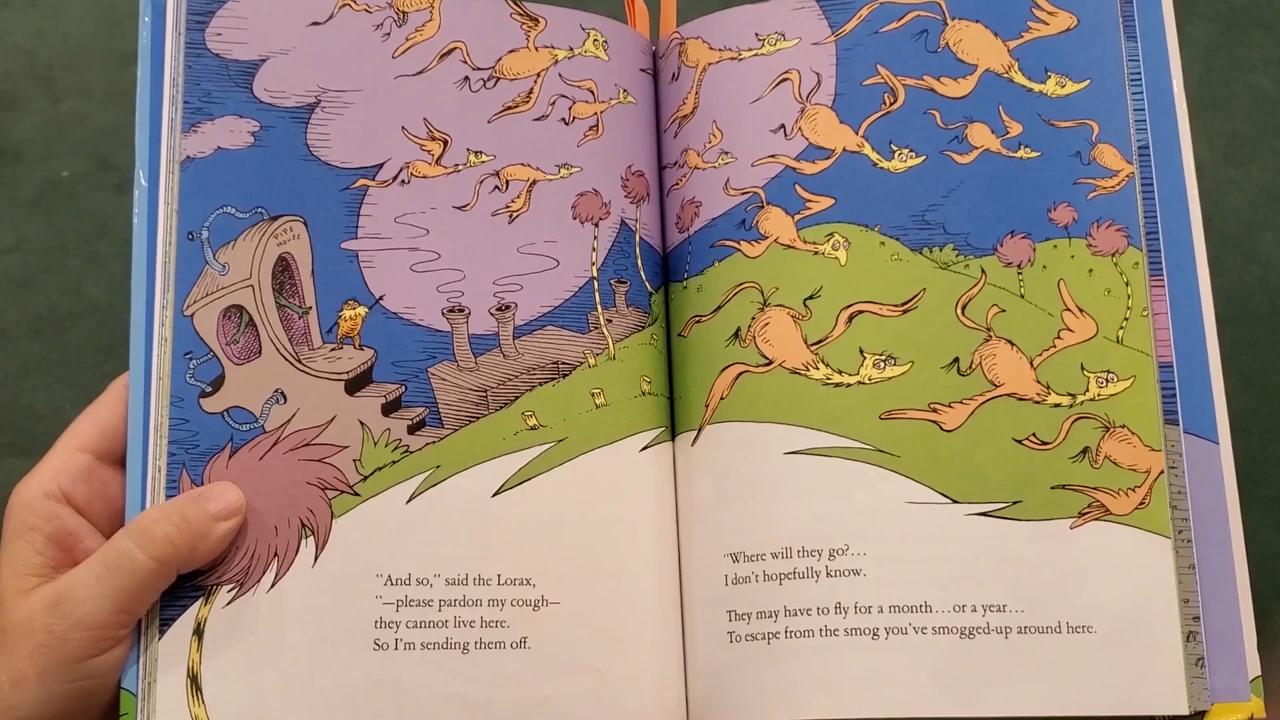 PIPE
HOUSE
"And so," said the Lorax,
"—please pardon my cough—
they cannot live here.
So I'm sending them off.
"Where will they go?...
I don't hopefully know.
They may have to fly for a month...or a year...
To escape from the smog you've smogged-up around here.